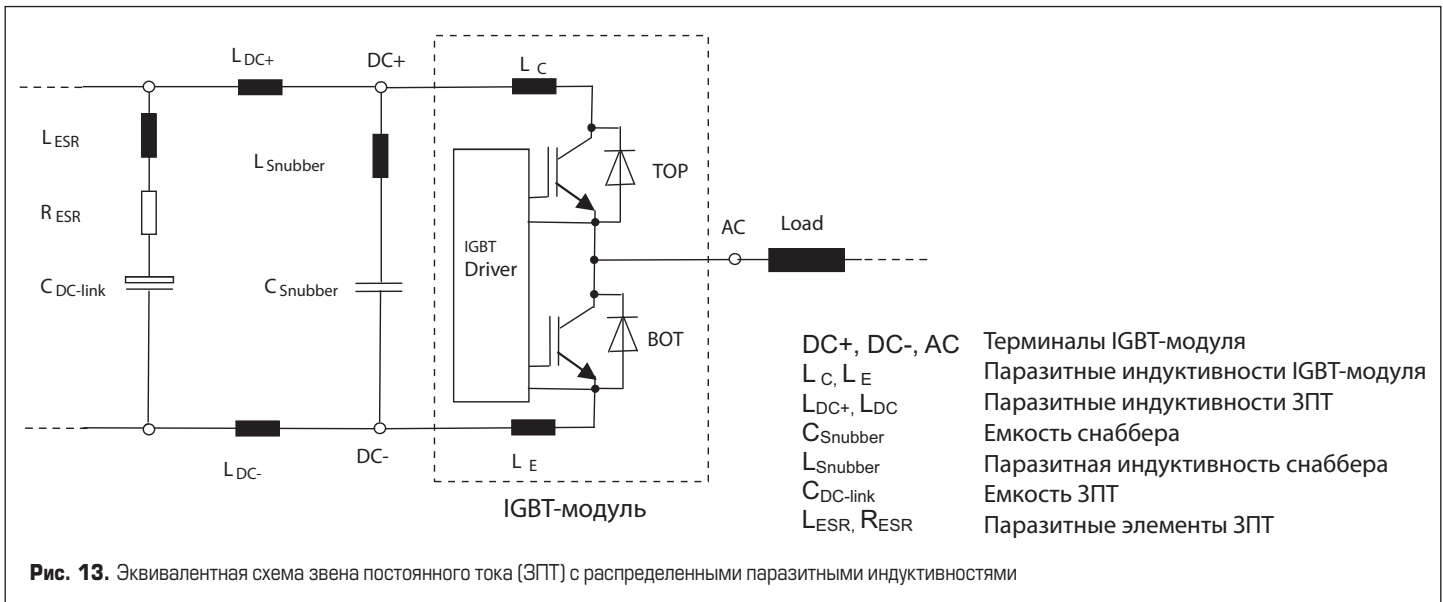 L DC+
DC+
L C
L ESR
L Snubber
TOP
R ESR
IGBT
Driver
AC
Load
C DC-link
C Snubber
BOT
L DC-
DC-
L E
IGBT-модуль
DC+, DC-, AC Терминалы IGBT-модуля
L C, L E Паразитные индуктивности IGBT-модуля
LDC+, LDC Паразитные индуктивности ЗПТ
CSnubber Емкость снаббера
LSnubber Паразитная индуктивность снаббера
CDC-link Емкость ЗПТ
LESR, RESR Паразитные элементы ЗПТ
Рис. 13. Эквивалентная схема звена постоянного тока (ЗПТ) с распределенными паразитными индуктивностями